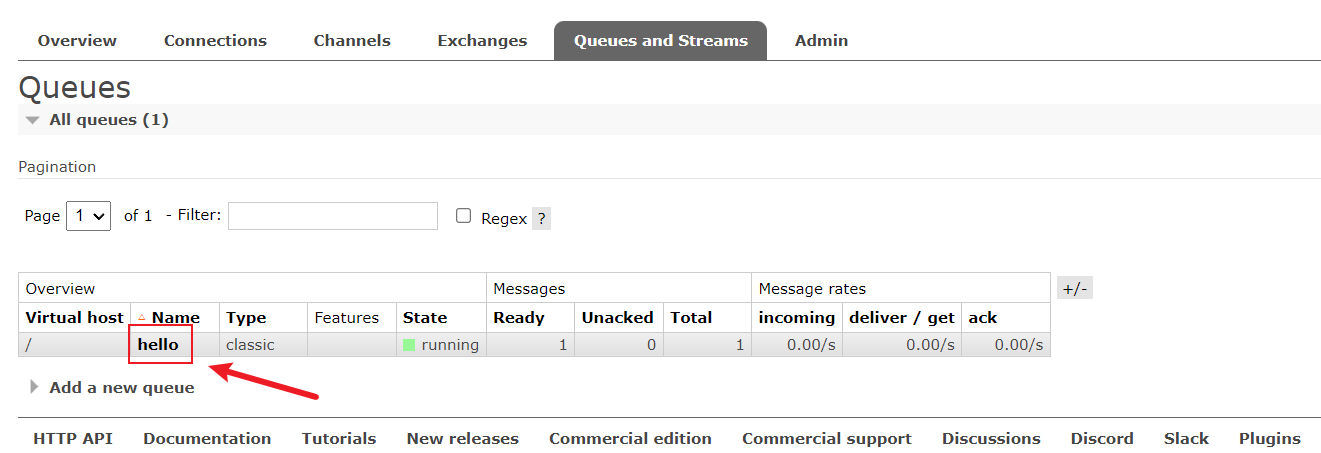 Overview Connections Channels Exchanges Queues and Streams Admin
Queues
All queues (1)
Pagination
Page 1 of 1 - Filter: Regex ?
Overview Messages Message rates +/-
Virtual host Name Type Features State Ready Unacked Total incoming deliver / get ack
/ hello classic running 1 0 1 0.00/s 0.00/s 0.00/s
Add a new queue
HTTP API Documentation Tutorials New releases Commercial edition Commercial support Discussions Discord Slack Plugins